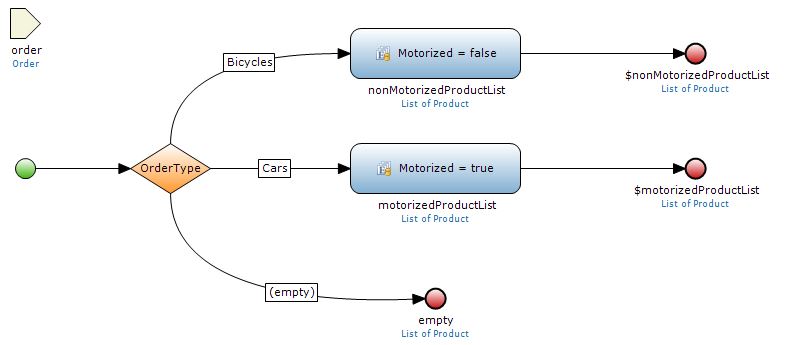 order
Order
Bicycles
Motorized = false
nonMotorizedProductList
List of Product
$nonMotorizedProductList
List of Product
OrderType
Cars
Motorized = true
motorizedProductList
List of Product
$motorizedProductList
List of Product
(empty)
empty
List of Product